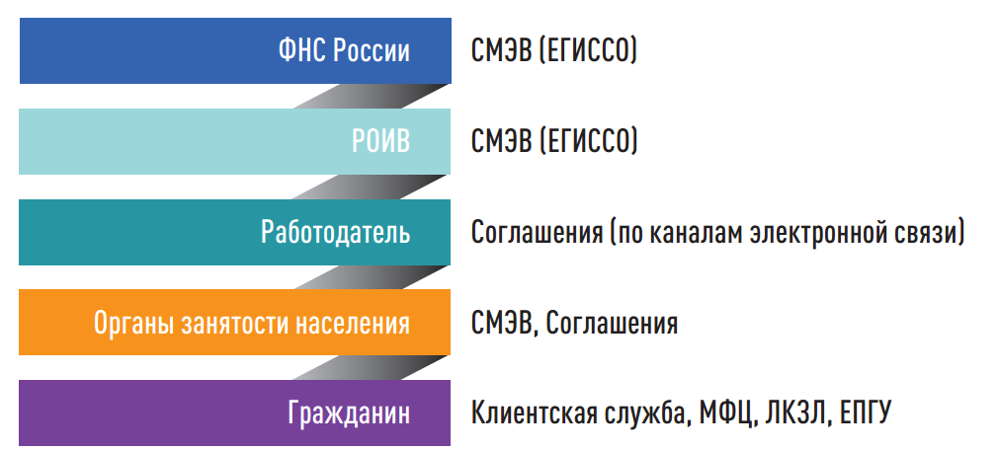 ФНС России СМЭВ (ЕГИССО)
РОИВ СМЭВ (ЕГИССО)
Работодатель Соглашения (по каналам электронной связи)
Органы занятости населения СМЭВ, Соглашения
Гражданин Клиентская служба, МФЦ, ЛКЗЛ, ЕПГУ